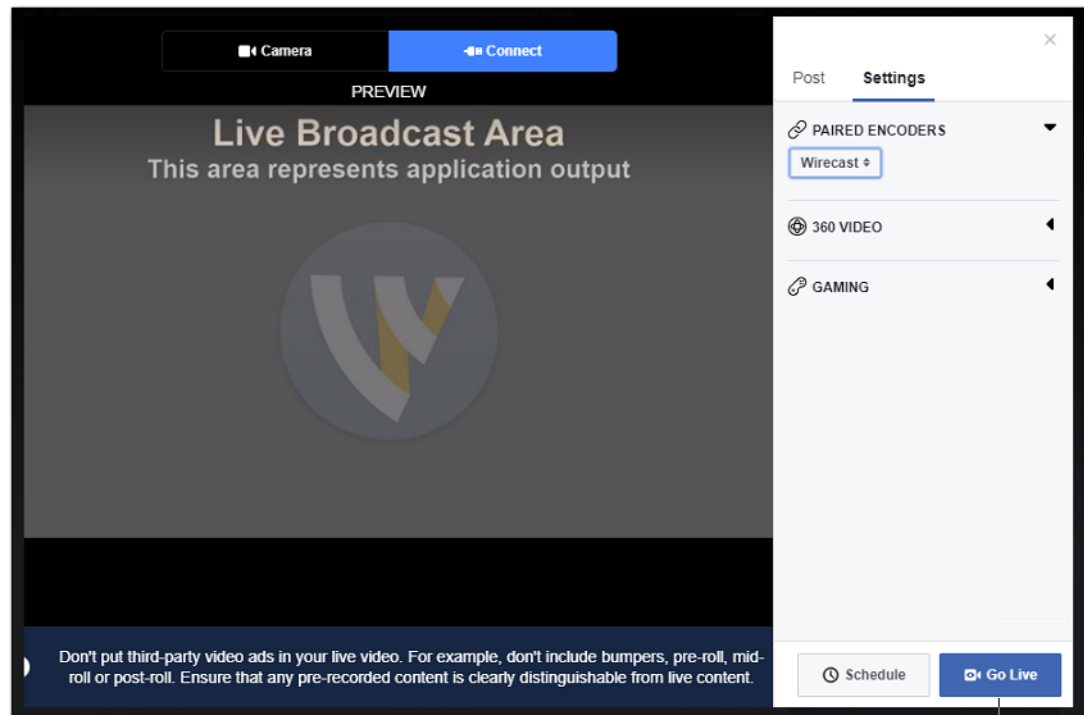 Camera
Connect
PREVIEW
Live Broadcast Area
This area represents application output
Don't put third-party video ads in your live video. For example, don't include bumpers, pre-roll, mid-
roll or post-roll. Ensure that any pre-recorded content is clearly distinguishable from live content.
Post
Settings
PAIRED ENCODERS
Wirecast
360 VIDEO
GAMING
Schedule
Go Live